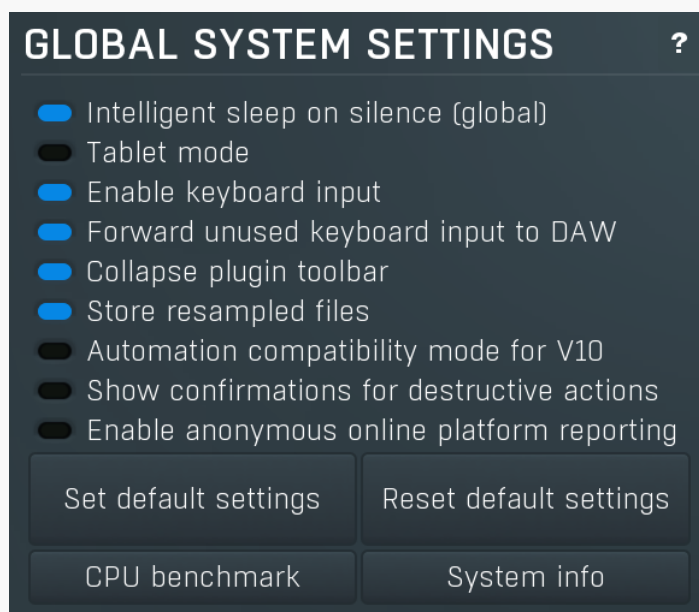 GLOBAL SYSTEM SETTINGS ?
Intelligent sleep on silence (global)
Tablet mode
Enable keyboard input
Forward unused keyboard input to DAW
Collapse plugin toolbar
Store resampled files
Automation compatibility mode for V10
Show confirmations for destructive actions
Enable anonymous online platform reporting
Set default settings Reset default settings
CPU benchmark System info